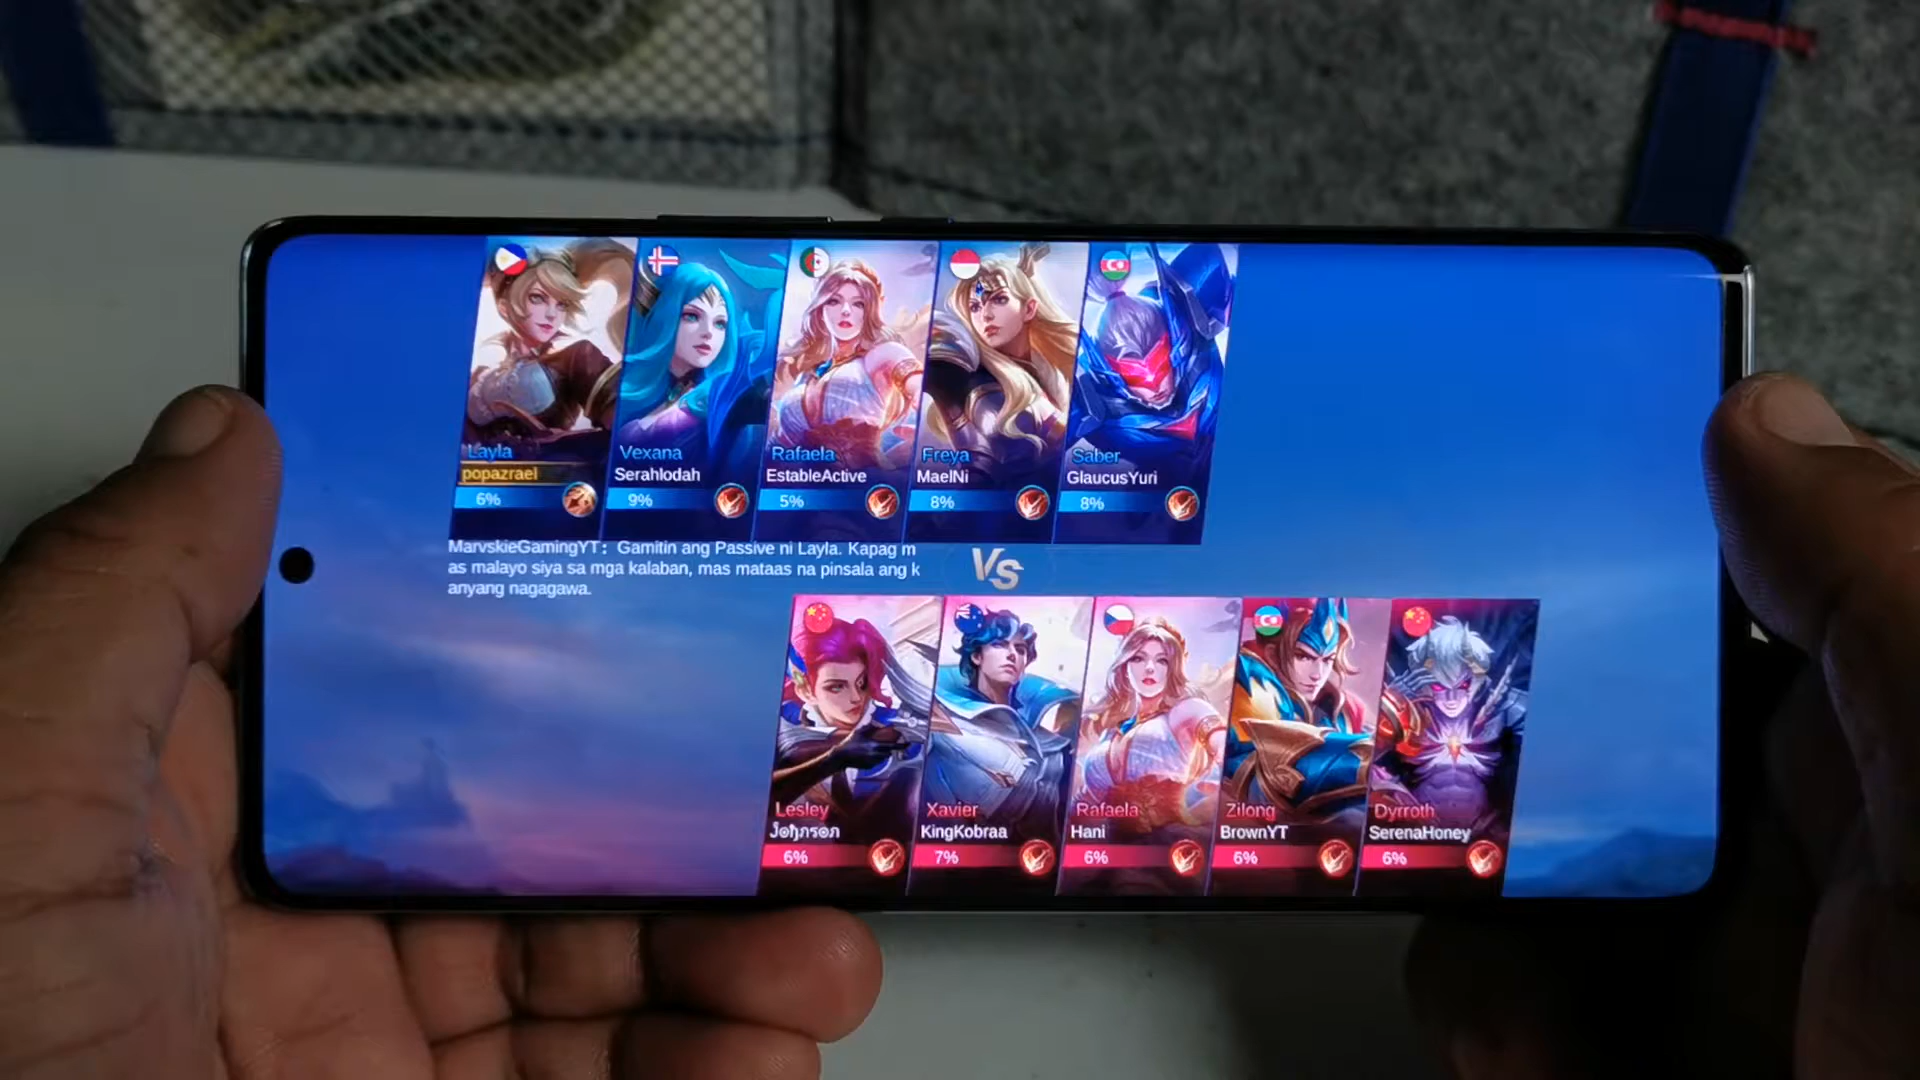 Layla
popazrael
6%
Vexana
Serahlodah
9%
Rafaela
EstableActive
5%
Freya
MaelNi
8%
Saber
GlaucusYuri
8%
MarvskieGamingYT: Gamitin ang Passive ni Layla. Kapag m
as malayo siya sa mga kalaban, mas mataas na pinsala ang k
anyang nagagawa.
VS
Lesley
6%
Xavier
KingKobraa
7%
Rafaela
Hani
6%
Zilong
BrownYT
6%
Dyrroth
SerenaHoney
6%